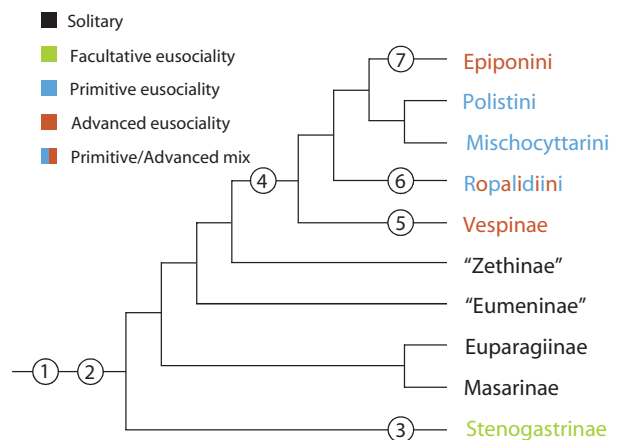 Solitary
Facultative eusociality
Primitive eusociality
Advanced eusociality
Primitive/Advanced mix
7
Epiponini
Polistini
Mischocyttarini
4
6
Ropalidiini
5
Vespinae
“Zethinae”
“Eumeninae”
Euparagiinae
1
2
Masarinae
3
Stenogastrinae